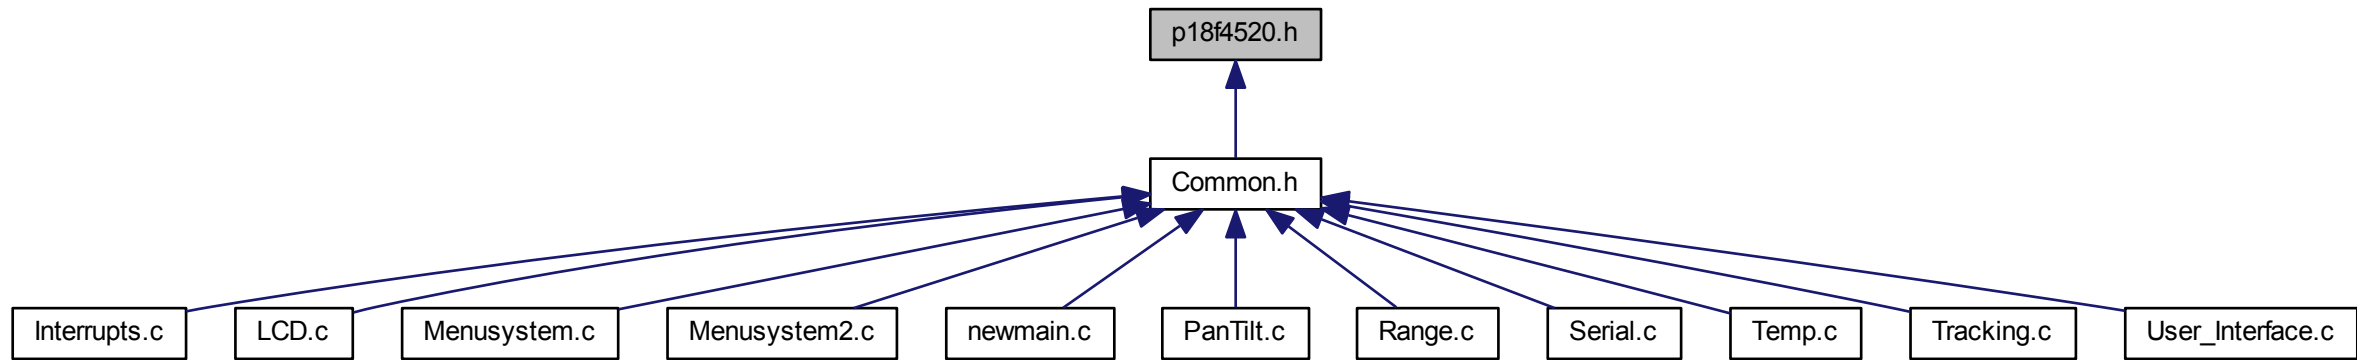 p18f4520.h
Common.h
Interrupts.c
LCD.c
Menusystem.c
Menusystem2.c
newmain.c
PanTilt.c
Range.c
Serial.c
Temp.c
Tracking.c
User_Interface.c